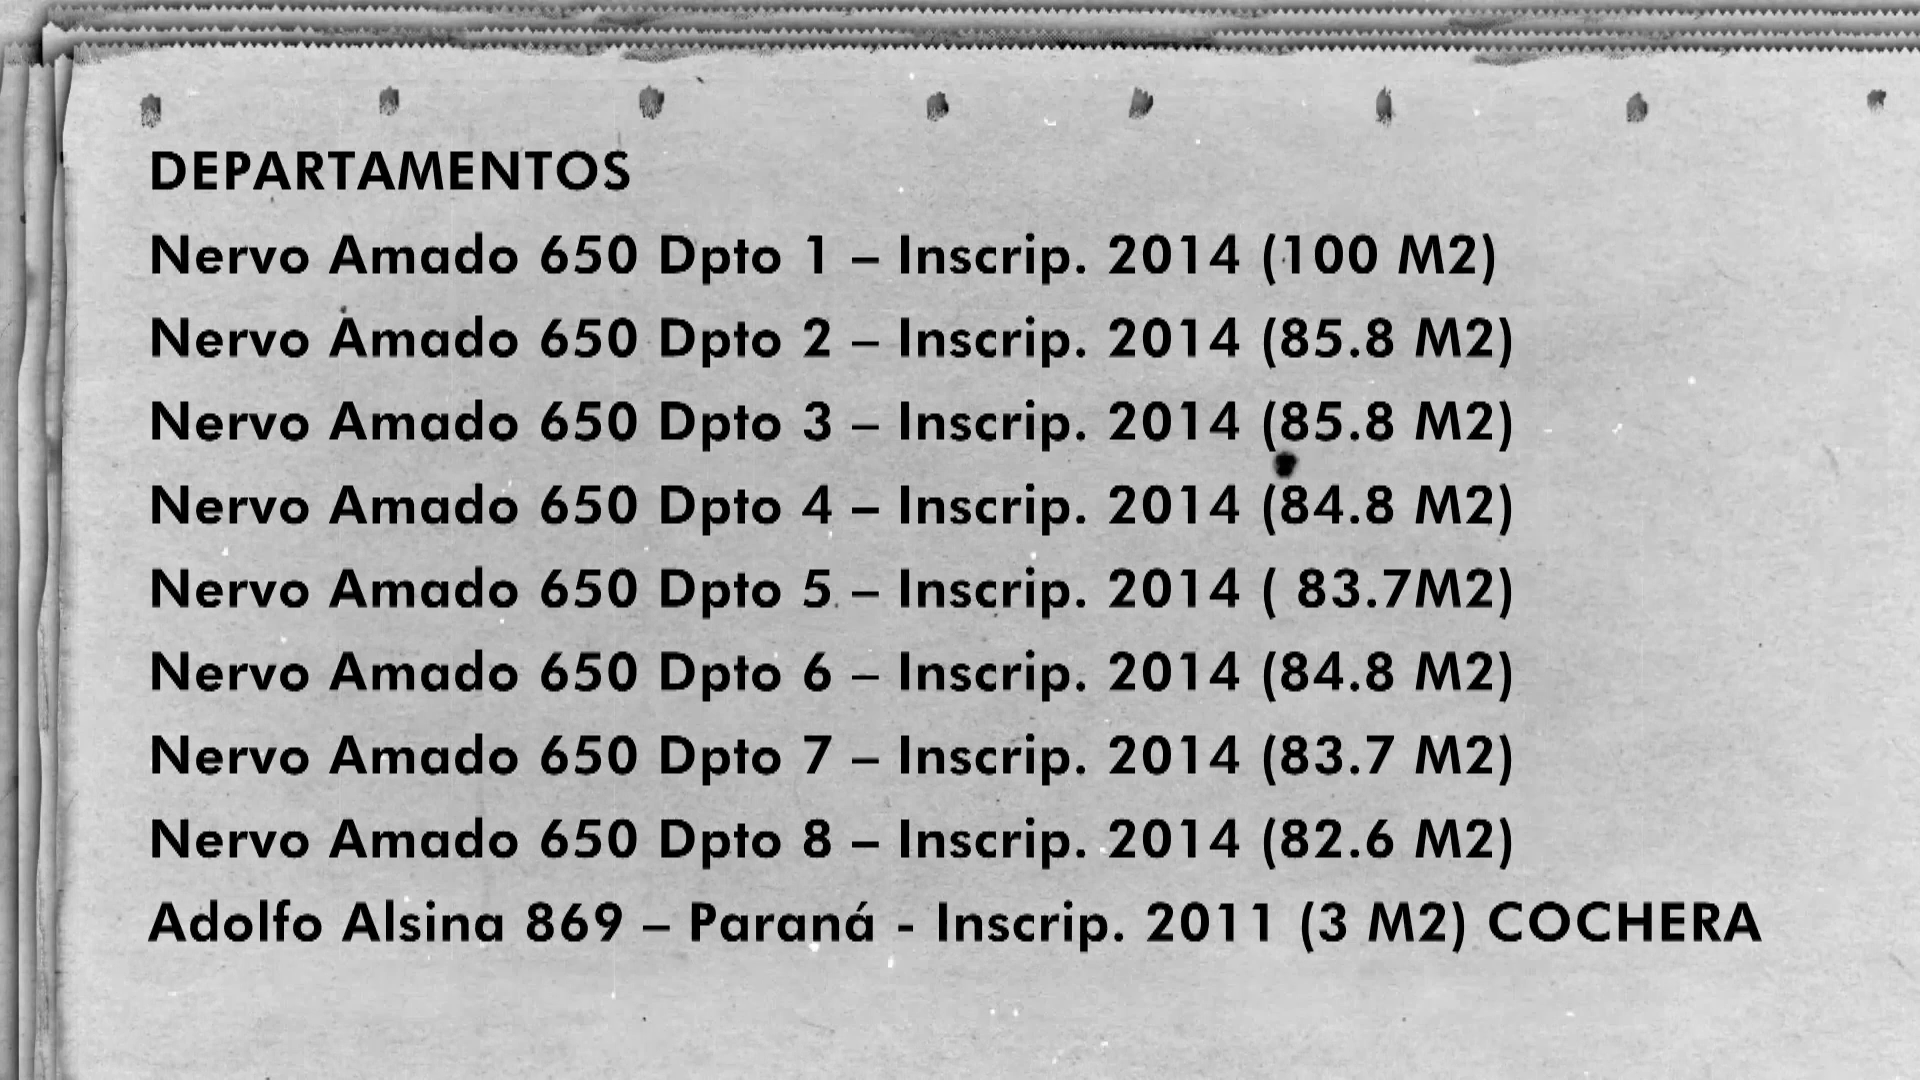 DEPARTAMENTOS
Nervo Amado 650 Dpto 1 – Inscrip. 2014 (100 M2)
Nervo Amado 650 Dpto 2 – Inscrip. 2014 (85.8 M2)
Nervo Amado 650 Dpto 3 – Inscrip. 2014 (85.8 M2)
Nervo Amado 650 Dpto 4 – Inscrip. 2014 (84.8 M2)
Nervo Amado 650 Dpto 5 – Inscrip. 2014 ( 83.7M2)
Nervo Amado 650 Dpto 6 – Inscrip. 2014 (84.8 M2)
Nervo Amado 650 Dpto 7 – Inscrip. 2014 (83.7 M2)
Nervo Amado 650 Dpto 8 – Inscrip. 2014 (82.6 M2)
Adolfo Alsina 869 – Paraná - Inscrip. 2011 (3 M2) COCHERA